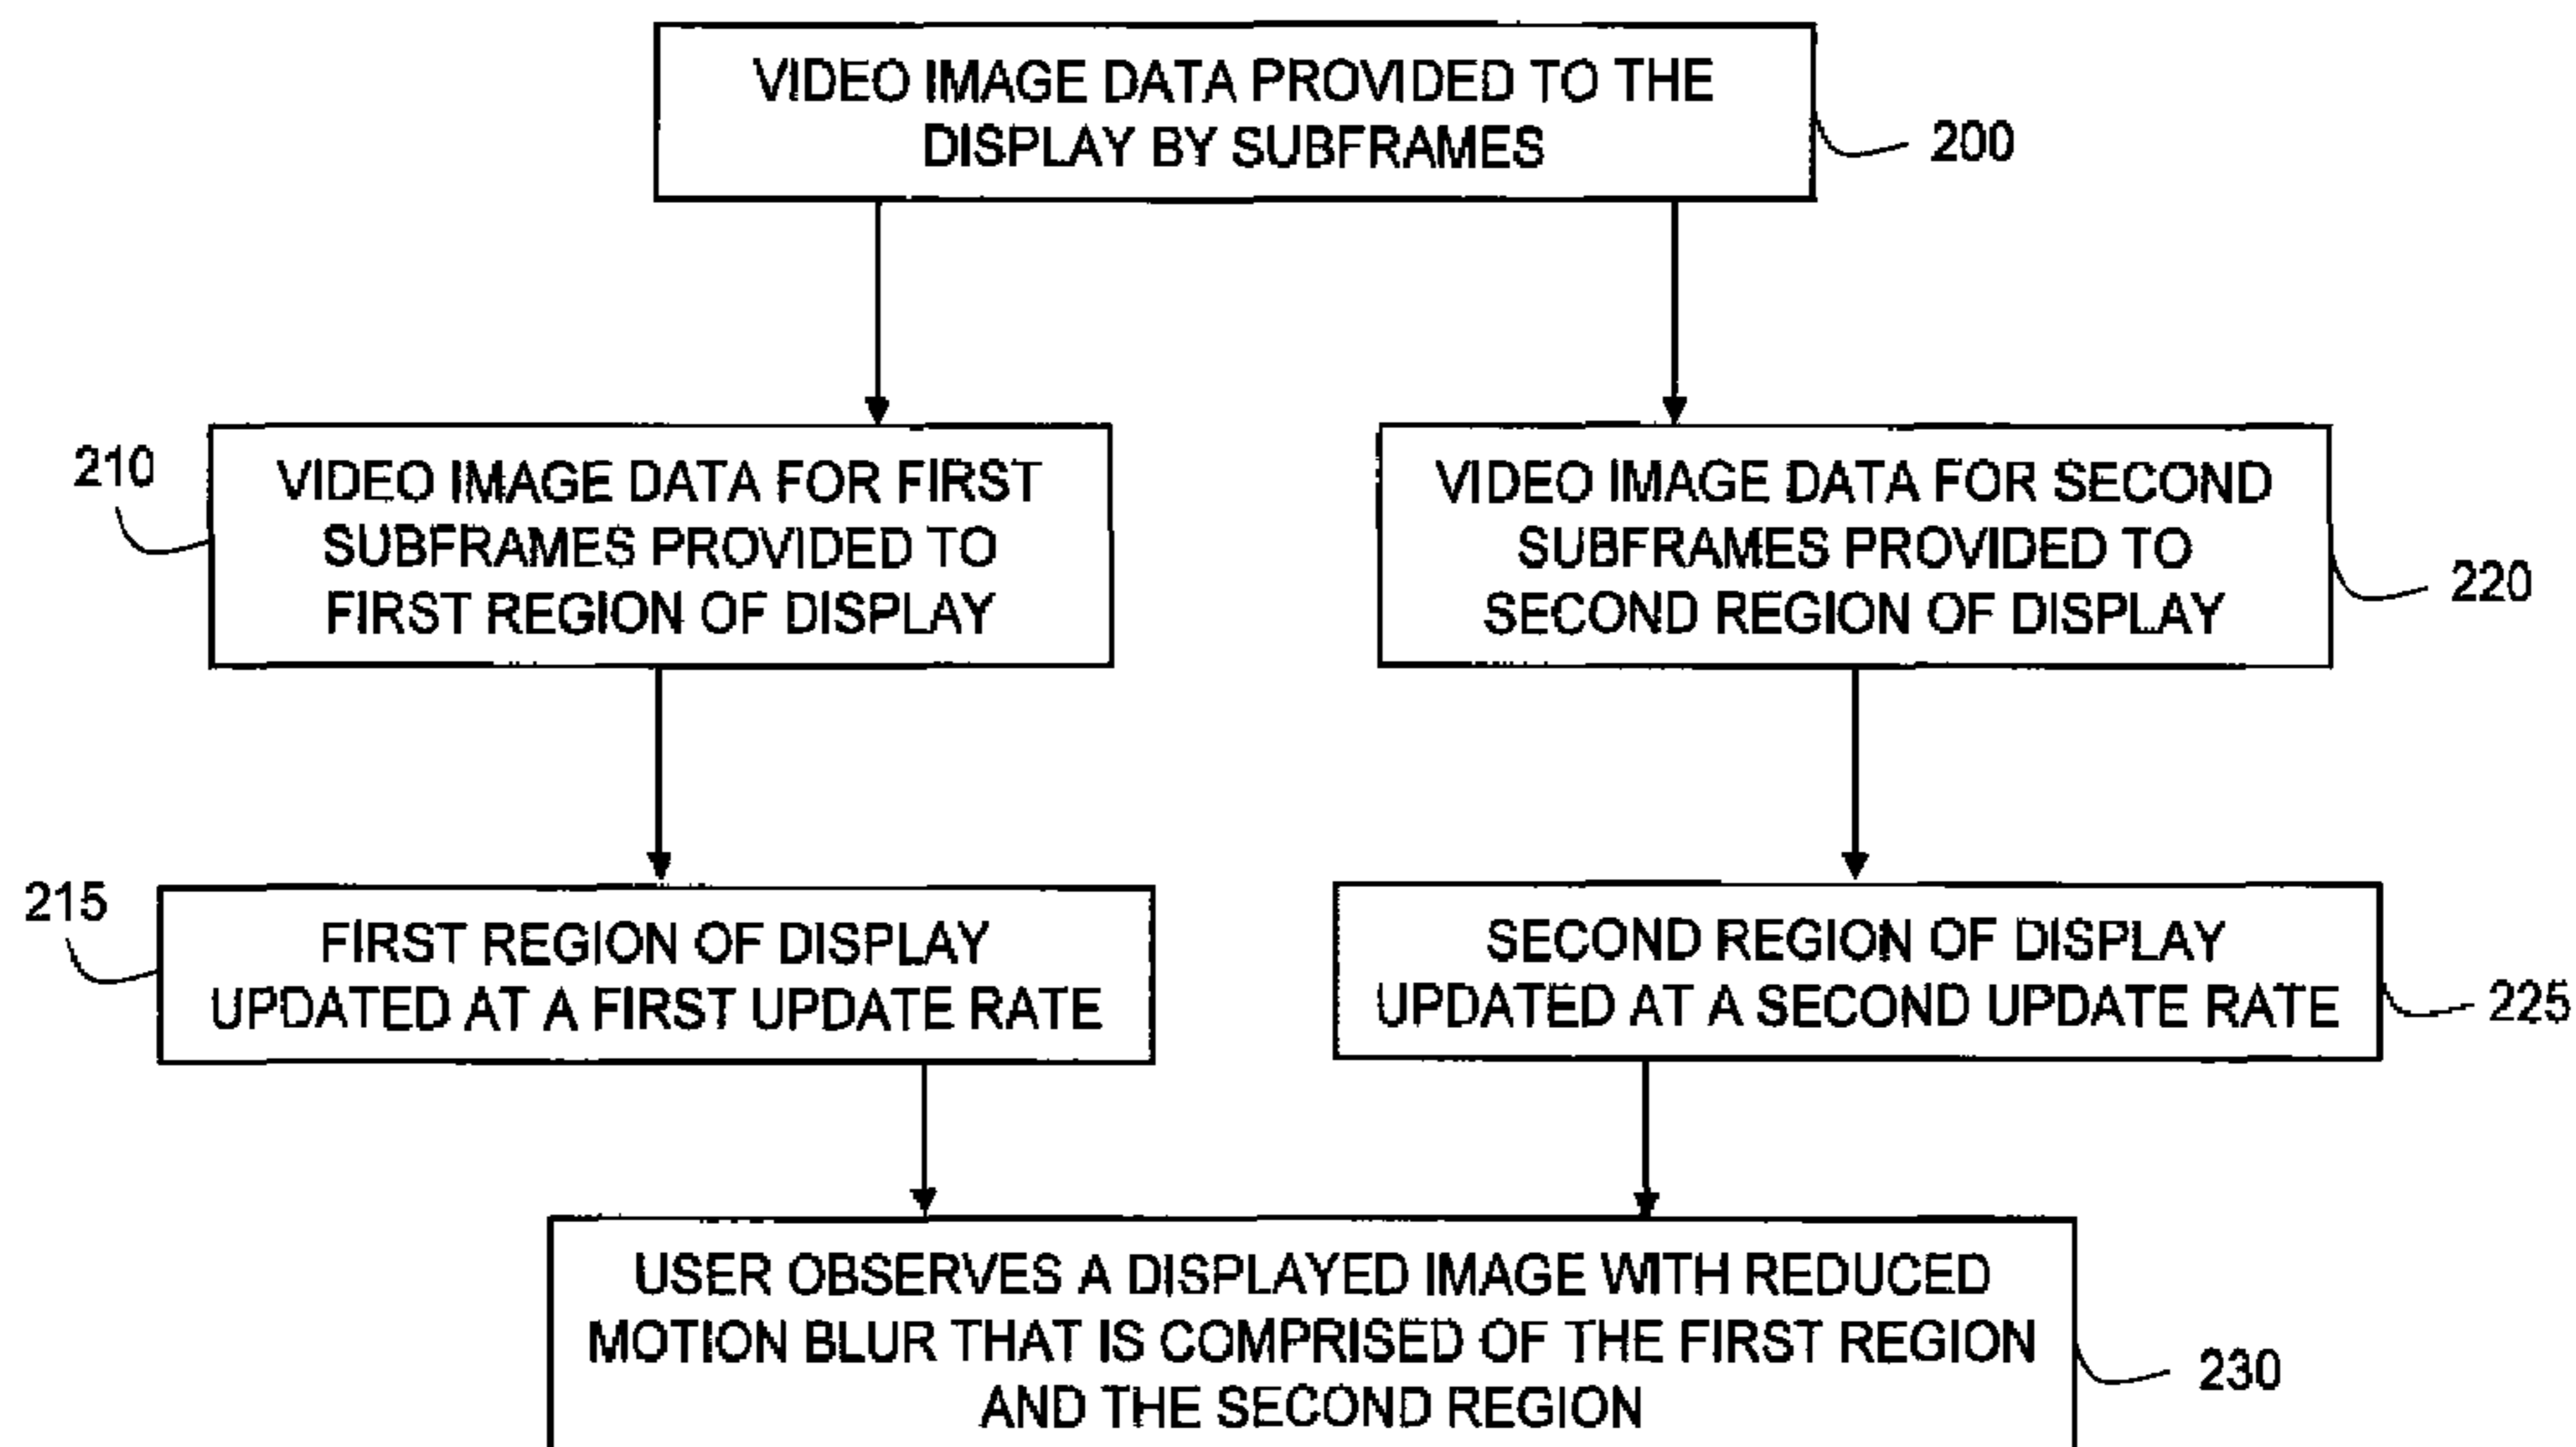 VIDEO IMAGE DATA PROVIDED TO THE
DISPLAY BY SUBFRAMES
200
210
VIDEO IMAGE DATA FOR FIRST
SUBFRAMES PROVIDED TO
FIRST REGION OF DISPLAY
VIDEO IMAGE DATA FOR SECOND
SUBFRAMES PROVIDED TO
SECOND REGION OF DISPLAY
220
215
FIRST REGION OF DISPLAY
UPDATED AT A FIRST UPDATE RATE
SECOND REGION OF DISPLAY
UPDATED AT A SECOND UPDATE RATE
225
USER OBSERVES A DISPLAYED IMAGE WITH REDUCED
MOTION BLUR THAT IS COMPRISED OF THE FIRST REGION
AND THE SECOND REGION
230